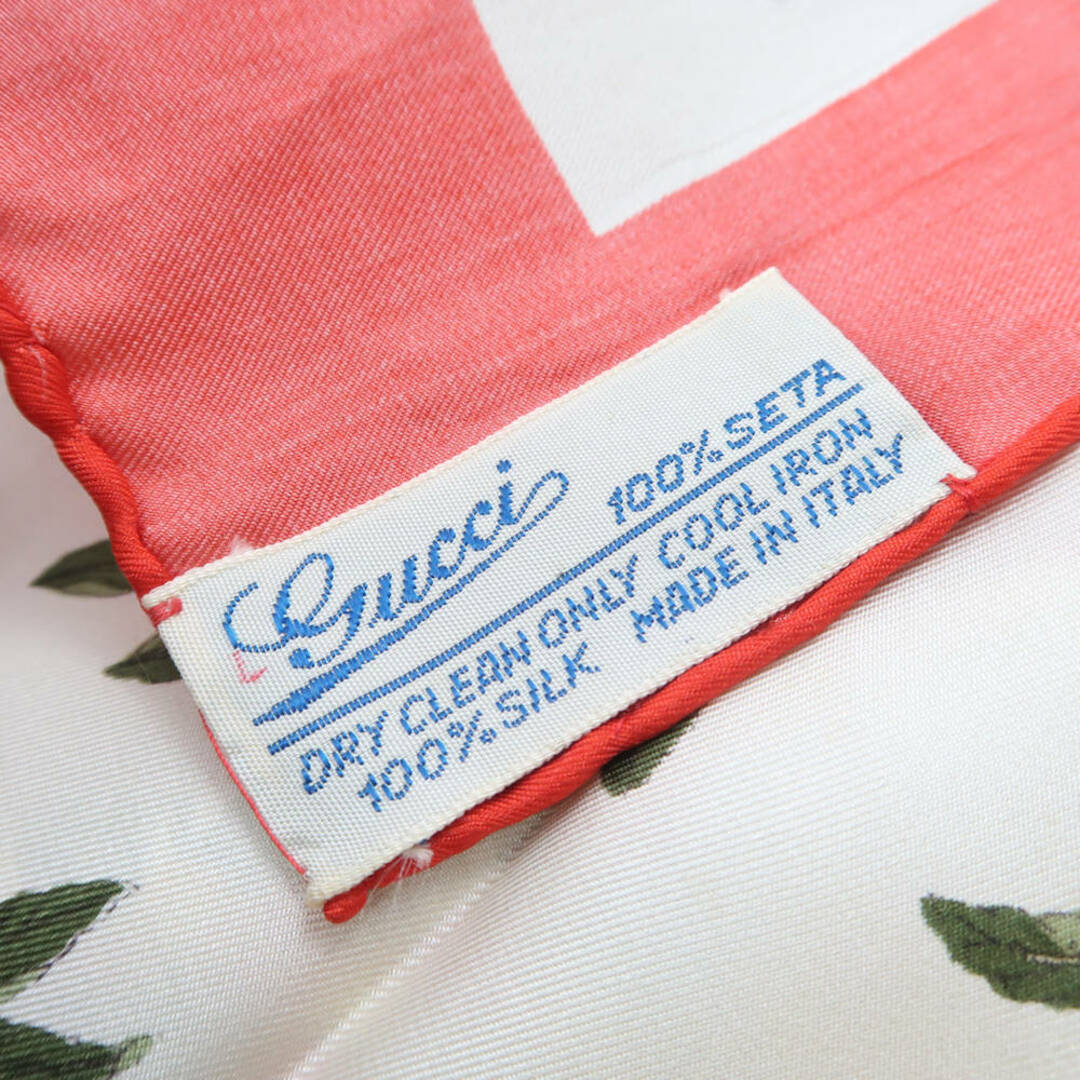 Gucci 100% SETA
DRY CLEAN ONLY COOL IRON
100% SILK MADE IN ITALY